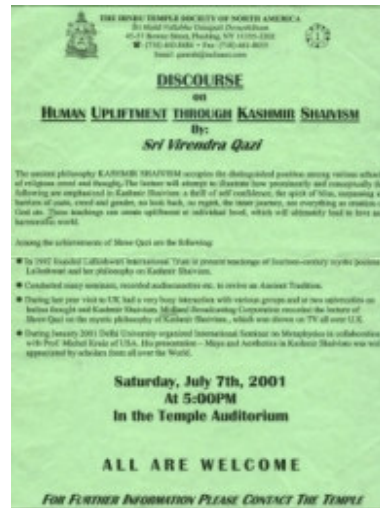 THE HINDU TEMPLE SOCIETY OF NORTH AMERICA
Sri Maha Vallabha Ganapati Devasthanam
45-57 Bowne Street, Flushing, NY 11355-2202
DISCOURSE
on
HUMAN UPLIFTMENT THROUGH KASHMIR SHAIVISM
By:
Sri Virendra Qazi
The ancient philosophy KASHMIR SHAIVISM occupies the distinguished position among various
of religious creed and thought. The lecture will attempt to illustrate how prominently and conceptually
following are emphasized in Kashmir Shaivism: a thrill of self confidence, the spirit of bliss, surpassing
barriers of caste, creed and gender, no look back, no regret, the inner journey, see everything as creation
God etc. These teachings can create upliftment at individual level, which will ultimately lead to love
harmonific world.
Among the achievements of Shree Qazi are the following:
In 1992 founded Lalleshwari International Trust to present teachings of fourteen-century mystic poetess
Lalleshwari and her philosophy on Kashmir Shaivism.
Conducted many seminars, recorded audiocassettes etc. to revive an Ancient Tradition.
During last year visit to UK had a very busy interaction with various groups and at two universities on
Indian thought and Kashmir Shaivism. Midland Broadcasting Corporation recorded the lecture of
Shree Qazi on the mystic philosophy of Kashmir Shaivism, which was shown on TV all over U.K.
During January 2001 Delhi University organized International Seminar on Metaphysics in collaboration
with Prof. Michel Kraüz of USA. His presentation – Maya and Aesthetics in Kashmir Shaivism was
appreciated by scholars from all over the World.
Saturday, July 7th, 2001
At 5:00PM
In the Temple Auditorium
ALL ARE WELCOME
FOR FURTHER INFORMATION PLEASE CONTACT THE TEMPLE